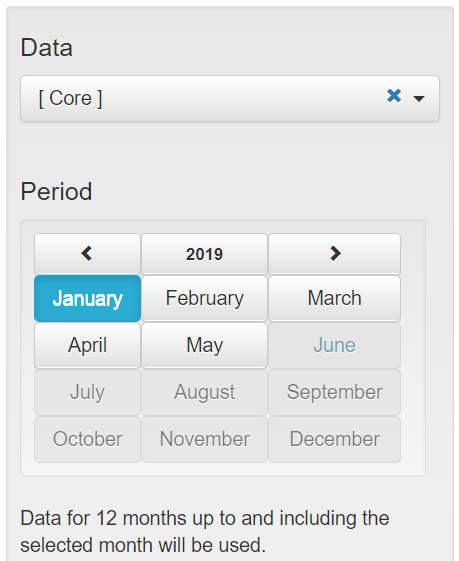 Data
[ Core ]
Period
2019
January February March
April May June
July August September
October November December
Data for 12 months up to and including the
selected month will be used.